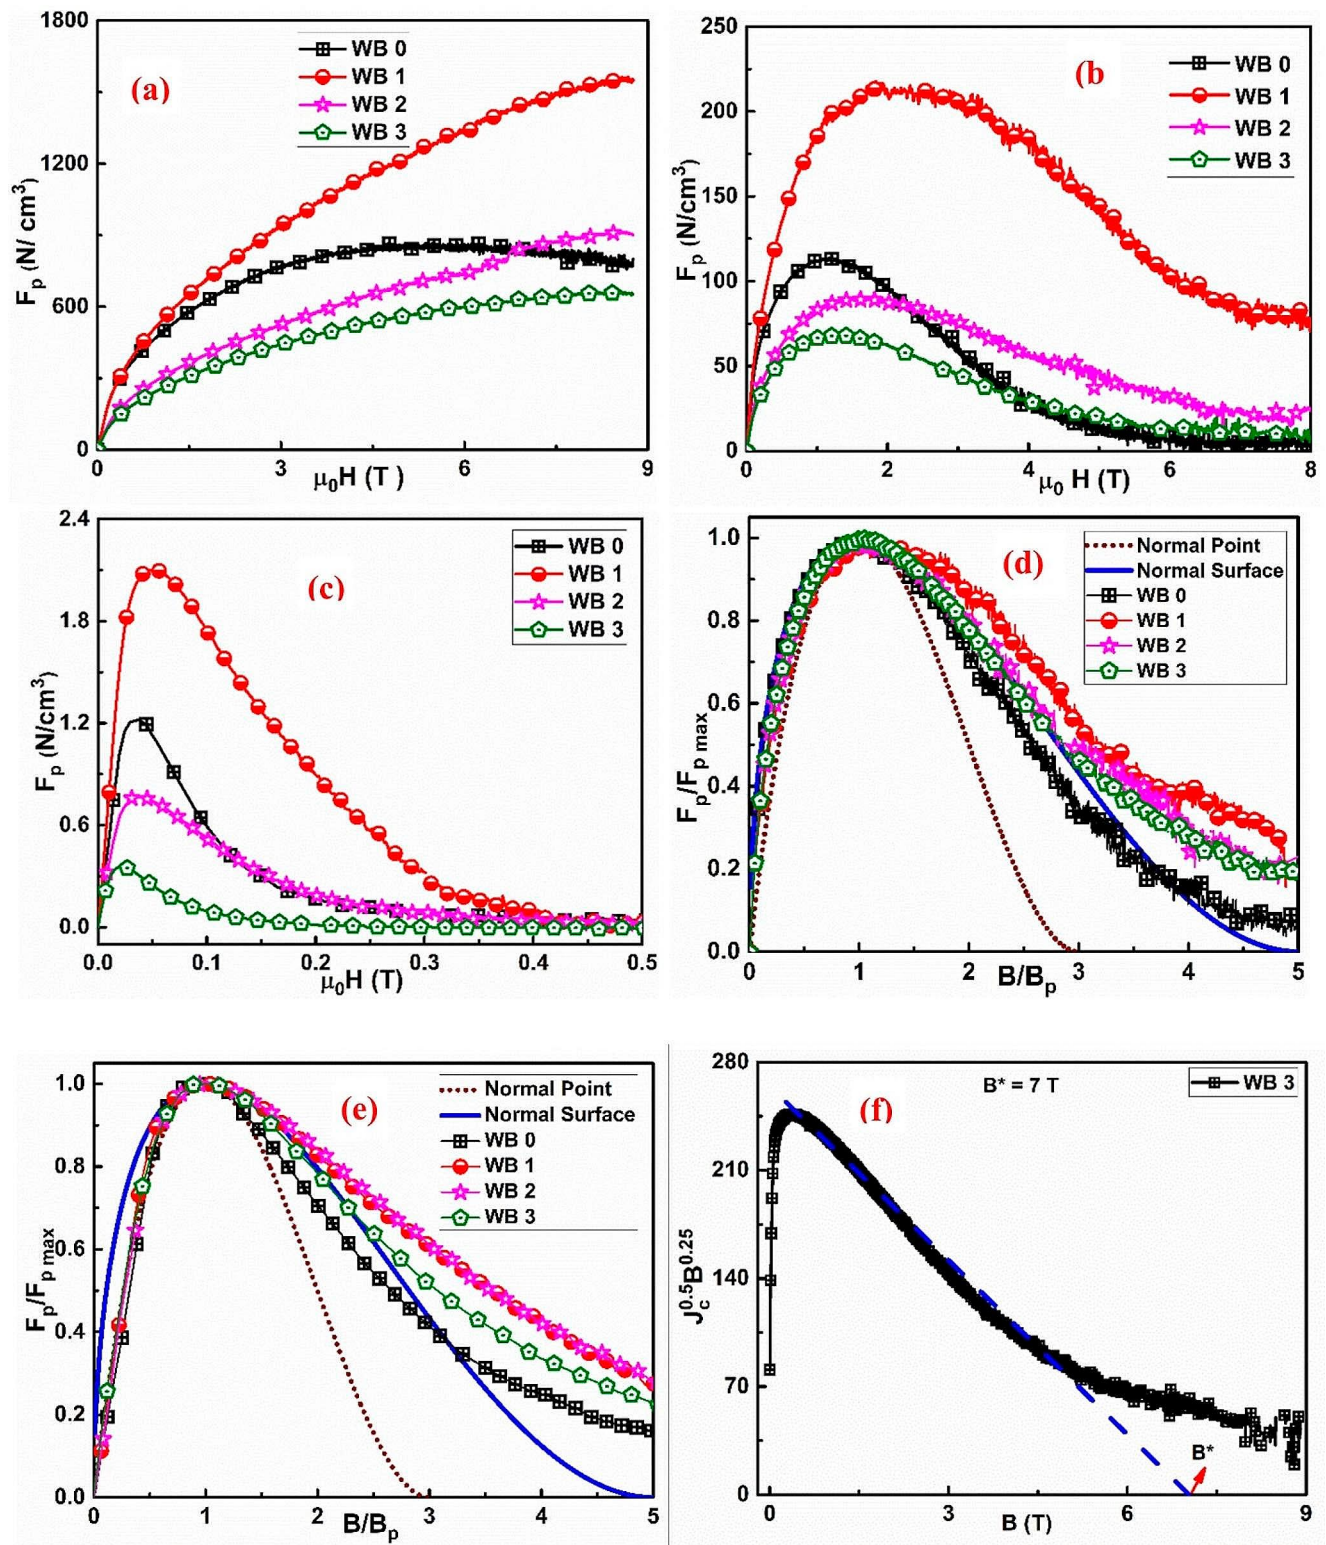 WB 0
WB 1
WB 2
WB 3
(a)
1800
1200
600
0
0
3
6
9
Fp (N/ cm³)
μ₀H (T )
WB 0
WB 1
WB 2
WB 3
(b
250
200
150
100
50
0
0
2
4
6
8
Fp (N/cm³)
μ₀ H (T)
WB 0
WB 1
WB 2
WB 3
(c)
2.4
1.8
1.2
0.6
0.0
0.0
0.1
0.2
0.3
0.4
0.5
Fp (N/cm³)
μ₀H (T)
Normal Point
Normal Surface
WB 0
WB 1
WB 2
WB 3
(d)
1.0
0.8
0.6
0.4
0.2
0.0
0
1
2
3
4
5
Fp/Fp max
B/Bp
Normal Point
Normal Surface
WB 0
WB 1
WB 2
WB 3
(e)
1.0
0.8
0.6
0.4
0.2
0.0
0
1
2
3
4
5
Fp/Fp max
B/Bp
B* = 7 T
WB 3
(f)
280
210
140
70
0
0
3
6
9
Jc^0.5B^0.25
B (T)
B*